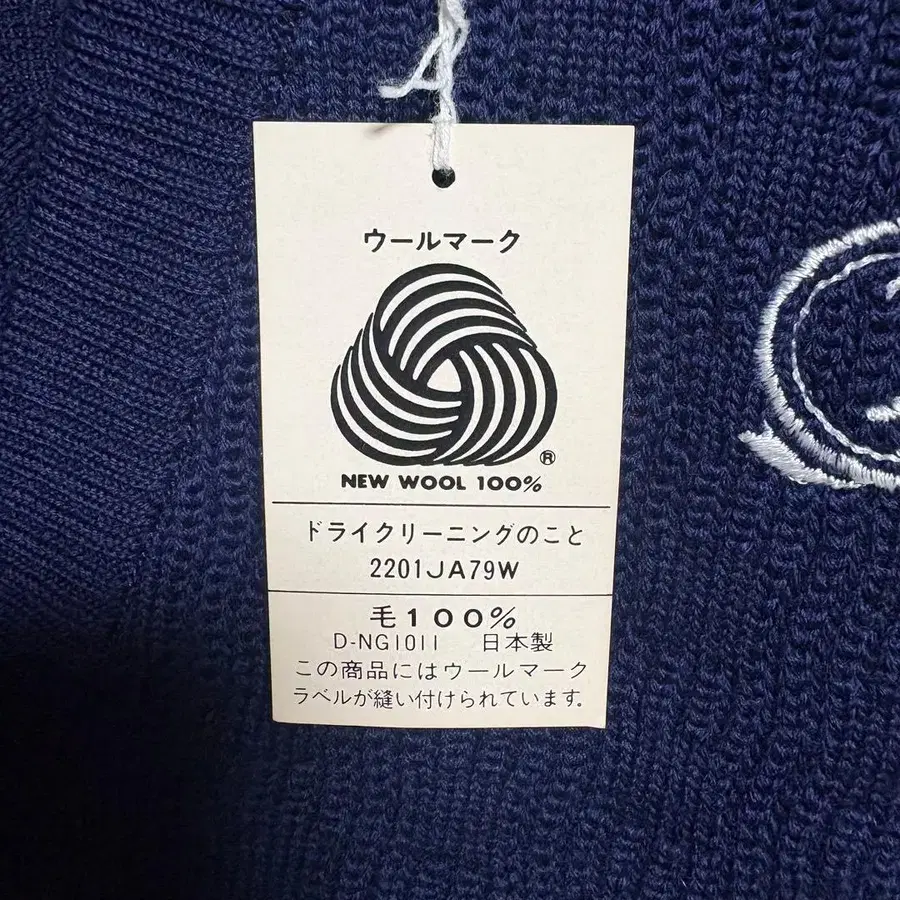 ウールマーク
®
NEW WOOL 100%
ドライクリーニングのこと
2201JA79W
毛100%
D-NG1011 日本製
この商品にはウールマーク
ラベルが縫い付けられています。